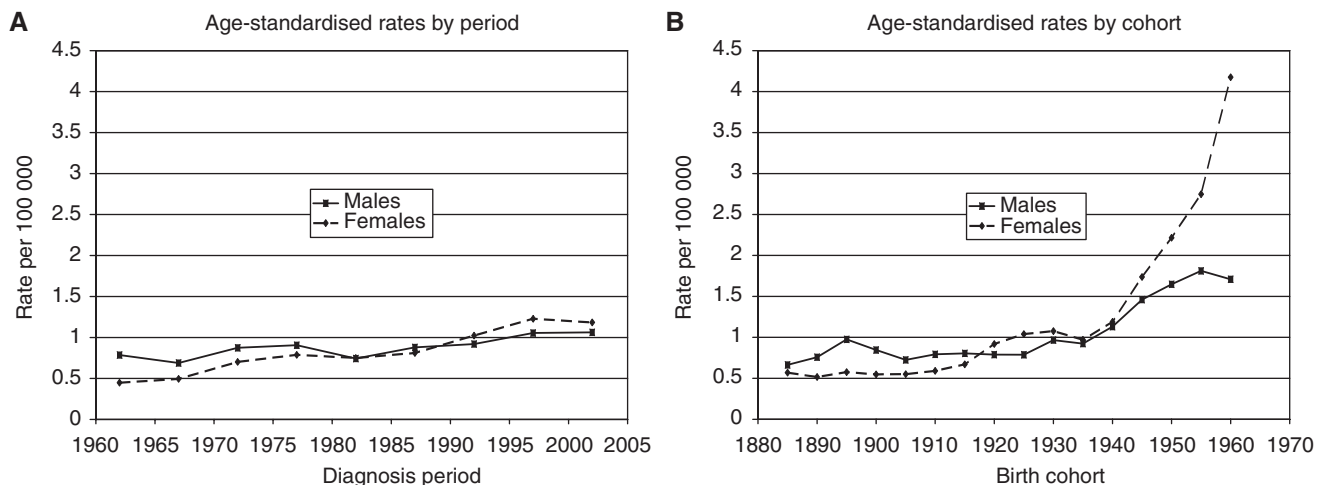 A
Age-standardised rates by period
4.5
4
3.5
3
2.5
2
1.5
1
0.5
0
Rate per 100 000
Males
Females
1960 1965 1970 1975 1980 1985 1990 1995 2000 2005
Diagnosis period
B
Age-standardised rates by cohort
4.5
4
3.5
3
2.5
2
1.5
1
0.5
0
Rate per 100 000
Males
Females
1880 1890 1900 1910 1920 1930 1940 1950 1960 1970
Birth cohort